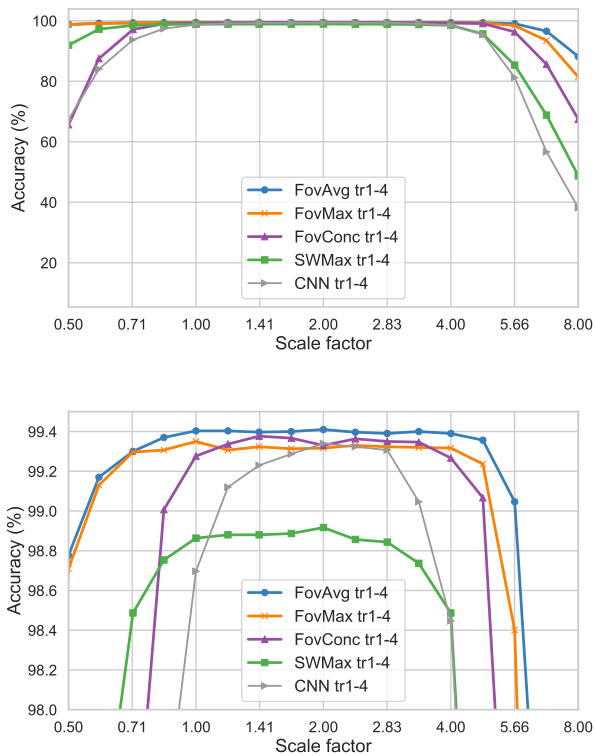 100
80
60
40
20
Accuracy (%)
FovAvg tr1-4
FovMax tr1-4
FovConc tr1-4
SWMax tr1-4
CNN tr1-4
0.50 0.71 1.00 1.41 2.00 2.83 4.00 5.66 8.00
Scale factor
99.4
99.2
99.0
98.8
98.6
98.4
98.2
98.0
Accuracy (%)
FovAvg tr1-4
FovMax tr1-4
FovConc tr1-4
SWMax tr1-4
CNN tr1-4
0.50 0.71 1.00 1.41 2.00 2.83 4.00 5.66 8.00
Scale factor